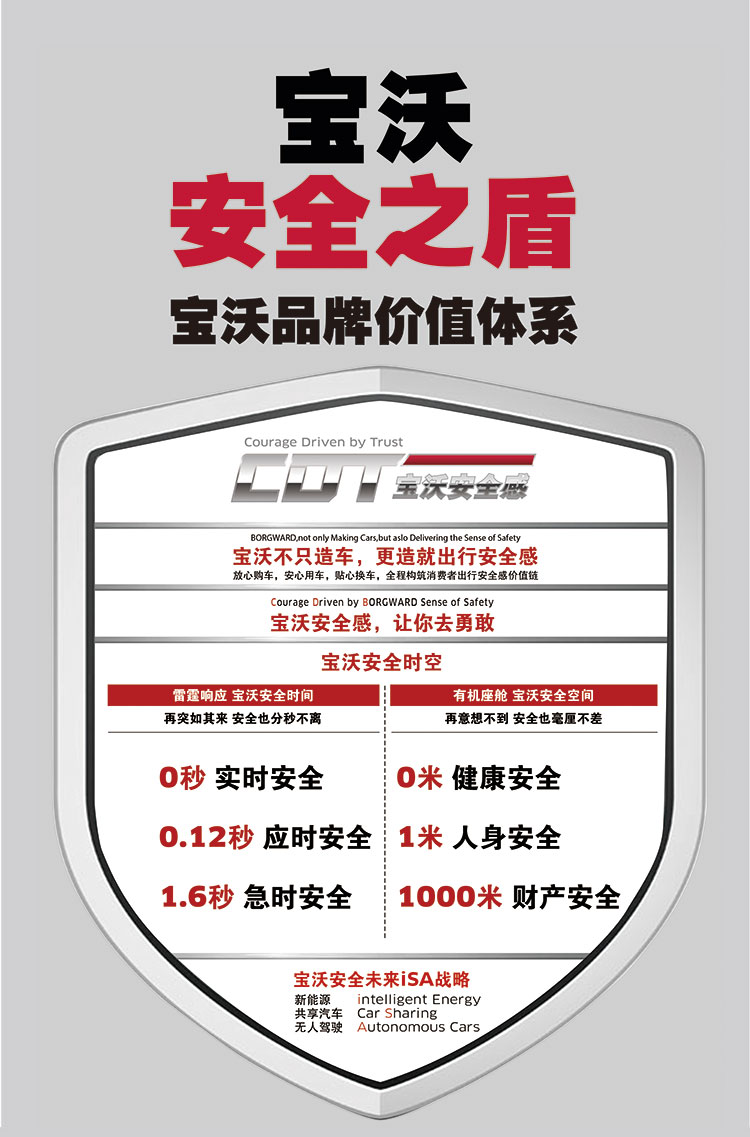 宝沃
安全之盾
宝沃品牌价值体系
Courage Driven by Trust
CDT 宝沃安全感
BORGWARD,not only Making Cars,but aslo Delivering the Sense of Safety
宝沃不只造车，更造就出行安全感
放心购车，安心用车，贴心换车，全程构筑消费者出行安全感价值链
Courage Driven by BORGWARD Sense of Safety
宝沃安全感，让你去勇敢
宝沃安全时空
雷霆响应 宝沃安全时间
再突如其来 安全也分秒不离
0秒 实时安全
0.12秒 应时安全
1.6秒 急时安全
有机座舱 宝沃安全空间
再意想不到 安全也毫厘不差
0米 健康安全
1米 人身安全
1000米 财产安全
宝沃安全未来iSA战略
新能源 intelligent Energy
共享汽车 Car Sharing
无人驾驶 Autonomous Cars